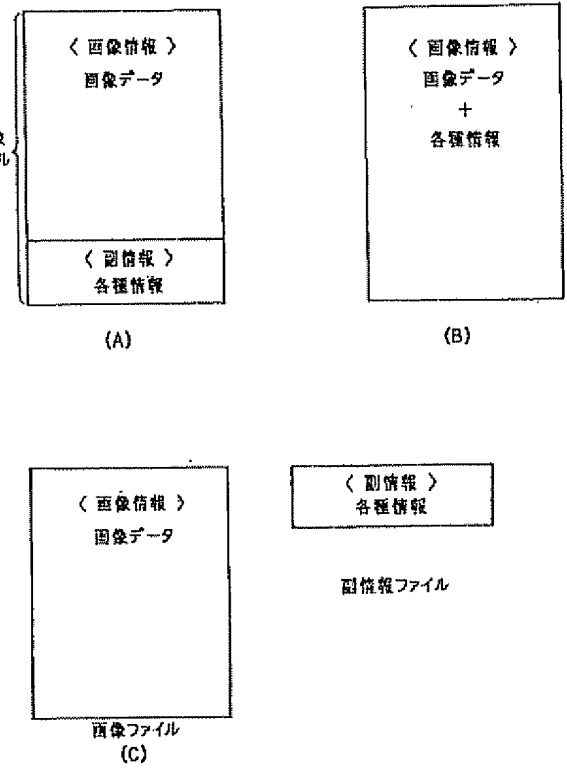 〈 画像情報 〉
画像データ
〈 副情報 〉
各種情報
(A)
〈 画像情報 〉
画像データ
+
各種情報
(B)
〈 画像情報 〉
画像データ
画像ファイル
(C)
〈 副情報 〉
各種情報
副情報ファイル